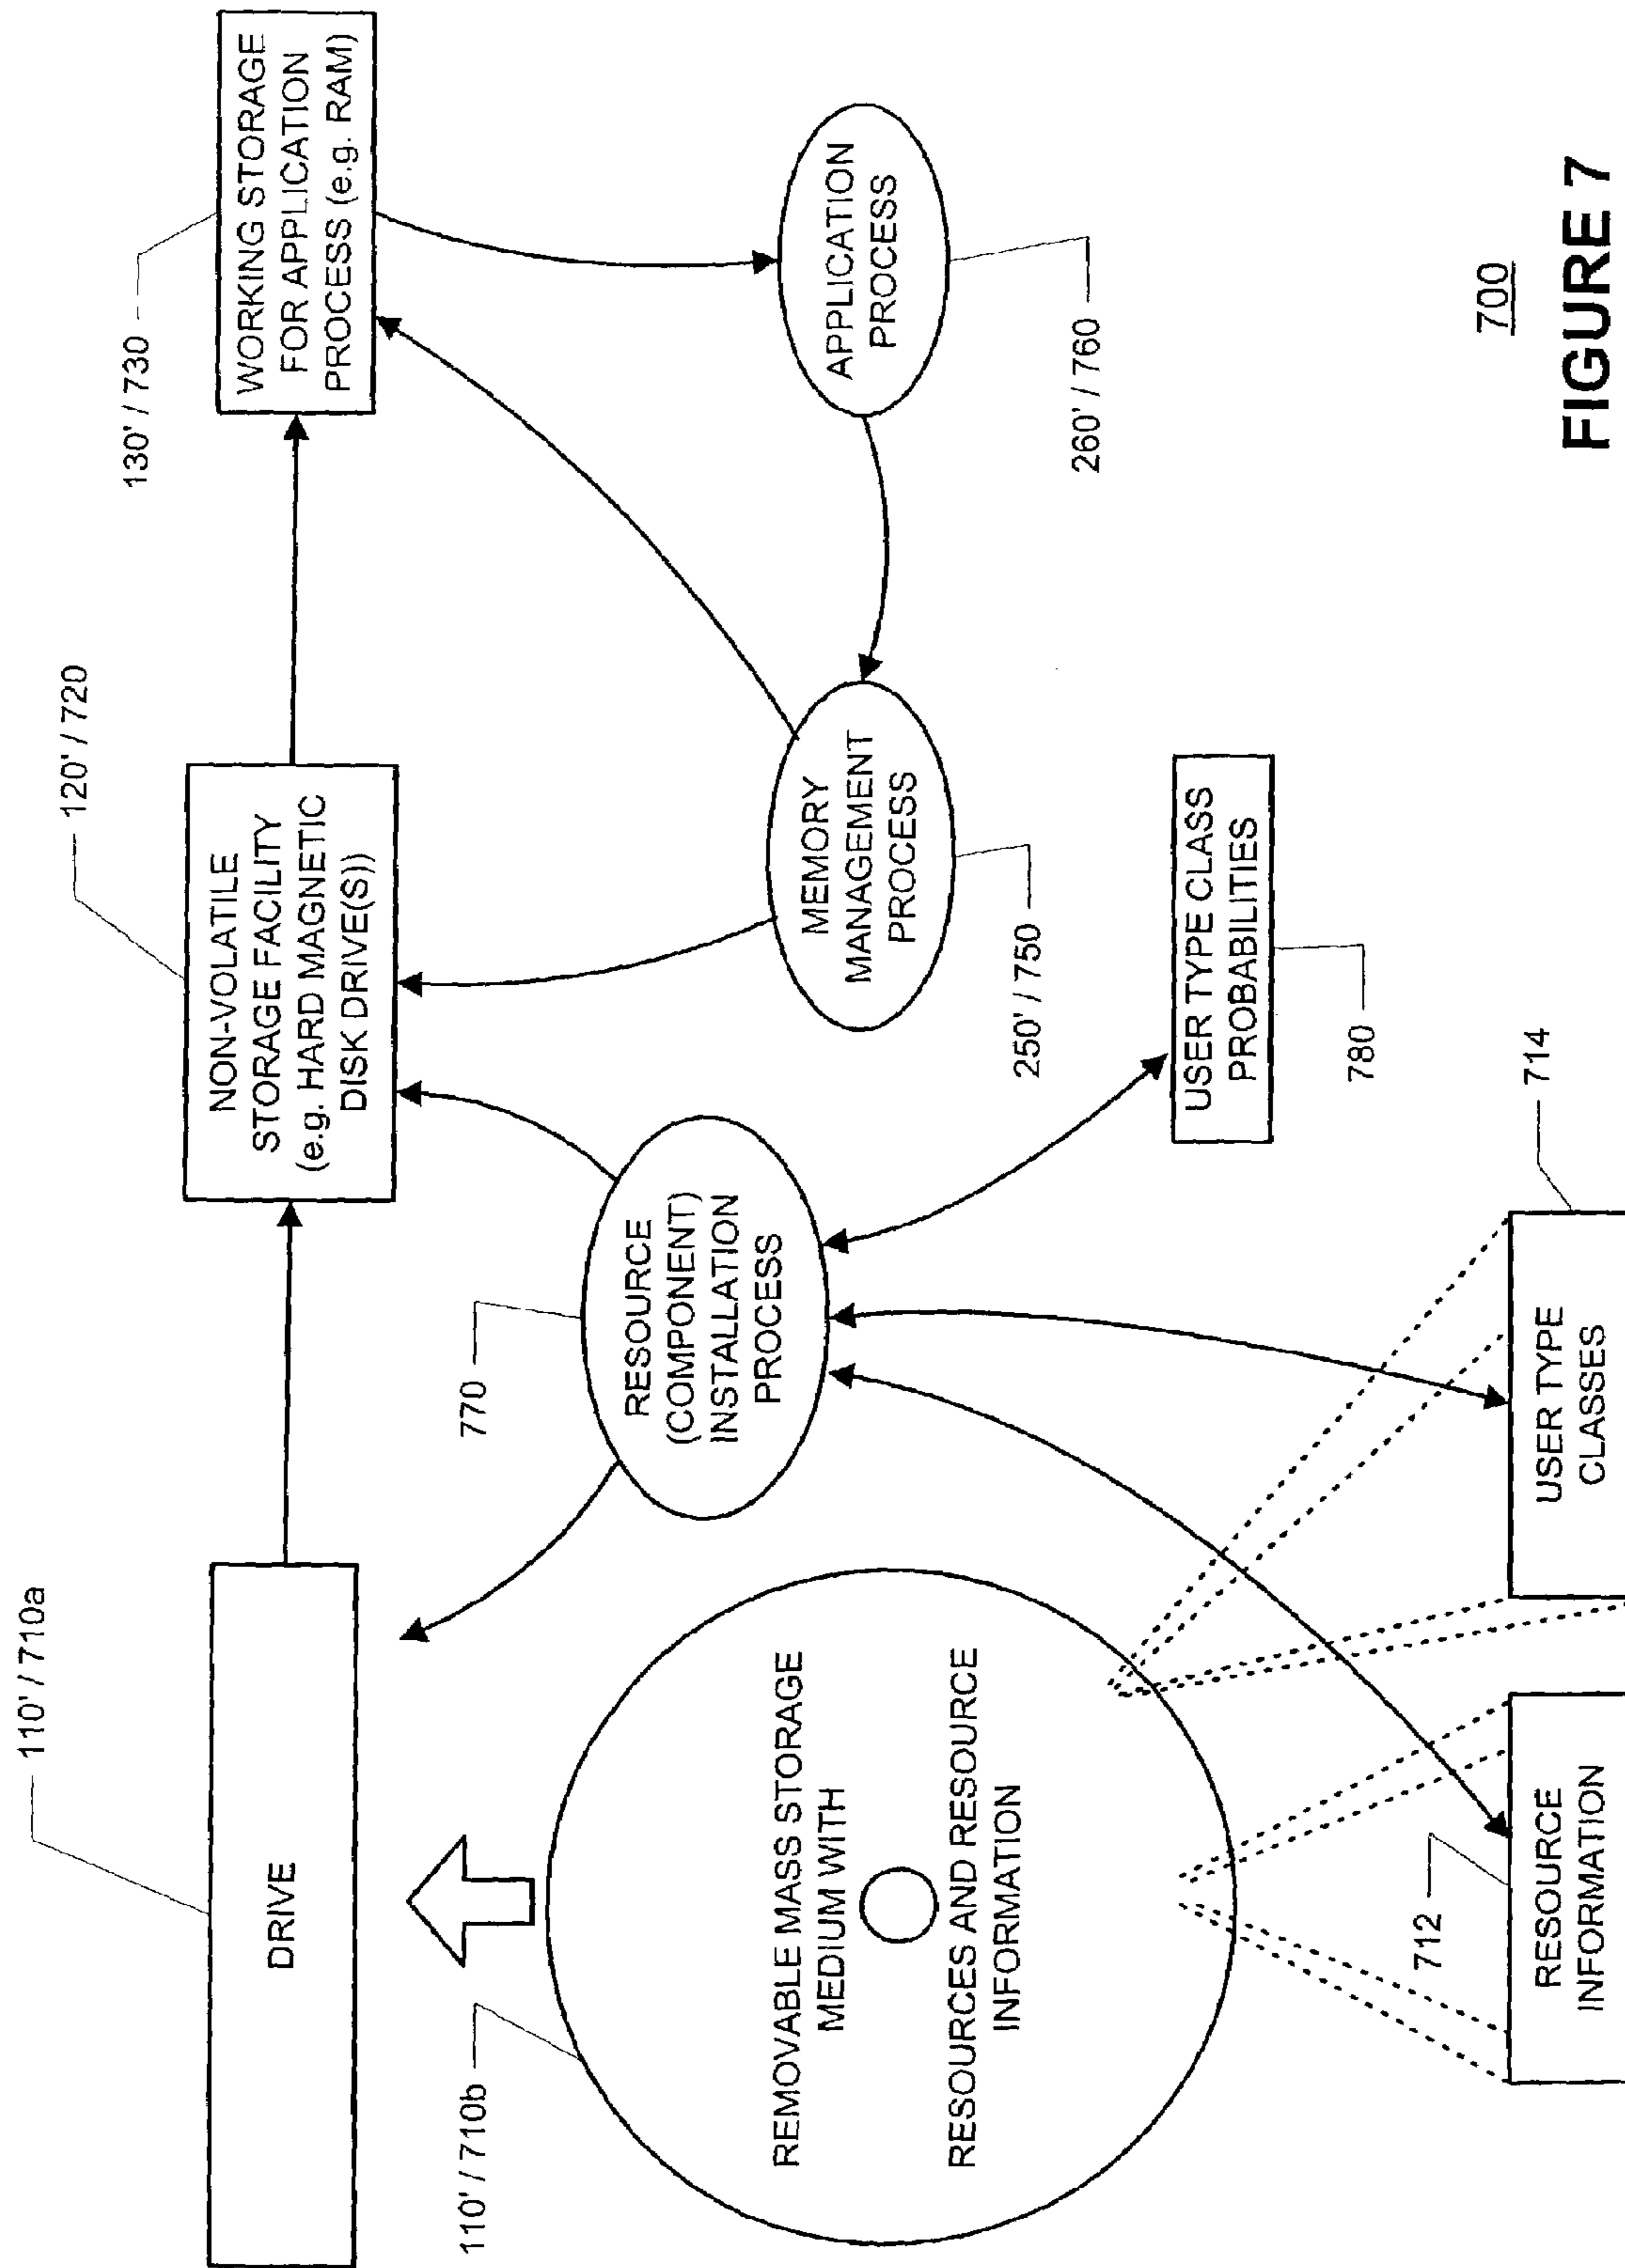 110' / 710a
DRIVE
120' / 720
NON-VOLATILE
STORAGE FACILITY
(e.g. HARD MAGNETIC
DISK DRIVE(S))
130' / 730
WORKING STORAGE
FOR APPLICATION
PROCESS (e.g. RAM)
110' / 710b
REMOVABLE MASS STORAGE
MEDIUM WITH
RESOURCES AND RESOURCE
INFORMATION
770
RESOURCE
(COMPONENT)
INSTALLATION
PROCESS
MEMORY
MANAGEMENT
PROCESS
250' / 750
APPLICATION
PROCESS
260' / 760
USER TYPE CLASS
PROBABILITIES
780
712
RESOURCE
INFORMATION
714
USER TYPE
CLASSES
700
FIGURE 7